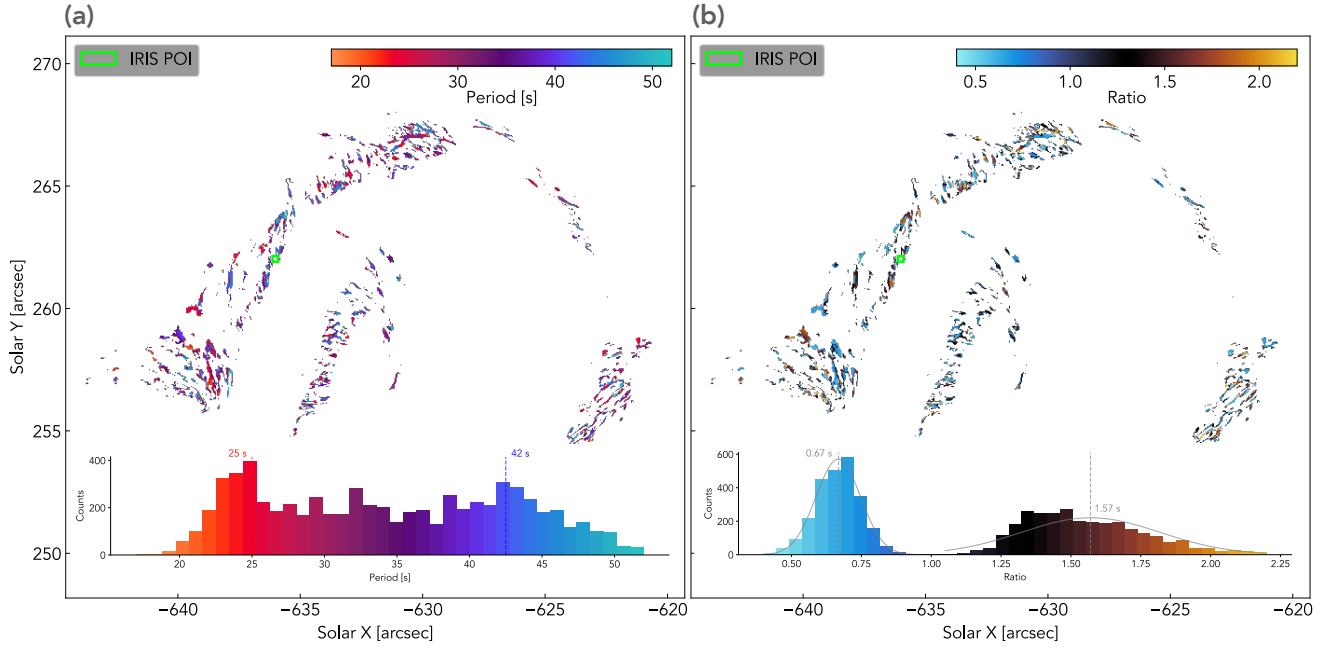 (a)
(b)
IRIS POI
20 30 40 50
Period [s]
IRIS POI
0.5 1.0 1.5 2.0
Ratio
270
265
260
255
250
Solar Y [arcsec]
25 s
42 s
400
200
0
Counts
20 25 30 35 40 45 50
Period [s]
0.67 s
1.57 s
600
400
200
0
Counts
0.50 0.75 1.00 1.25 1.50 1.75 2.00 2.25
Ratio
−640 −635 −630 −625 −620
Solar X [arcsec]
−640 −635 −630 −625 −620
Solar X [arcsec]